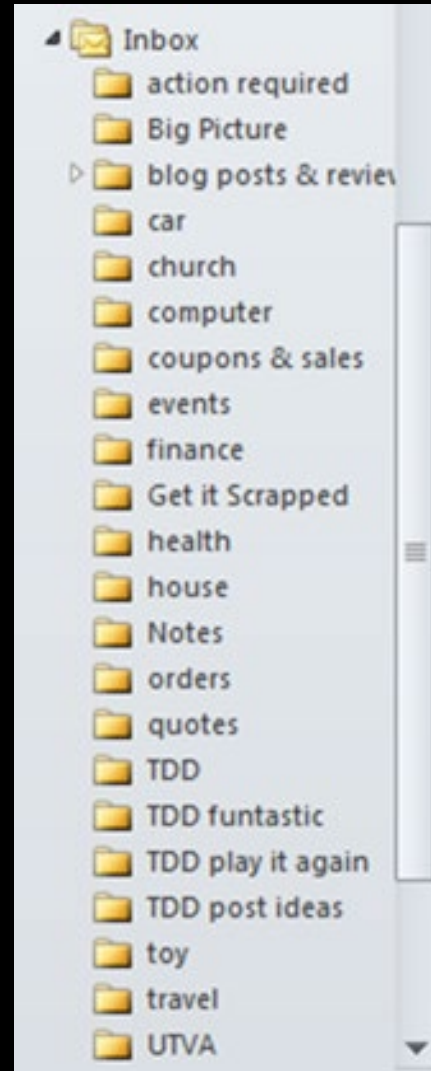 Inbox
action required
Big Picture
blog posts & review
car
church
computer
coupons & sales
events
finance
Get it Scrapped
health
house
Notes
orders
quotes
TDD
TDD funtastic
TDD play it again
TDD post ideas
toy
travel
UTVA